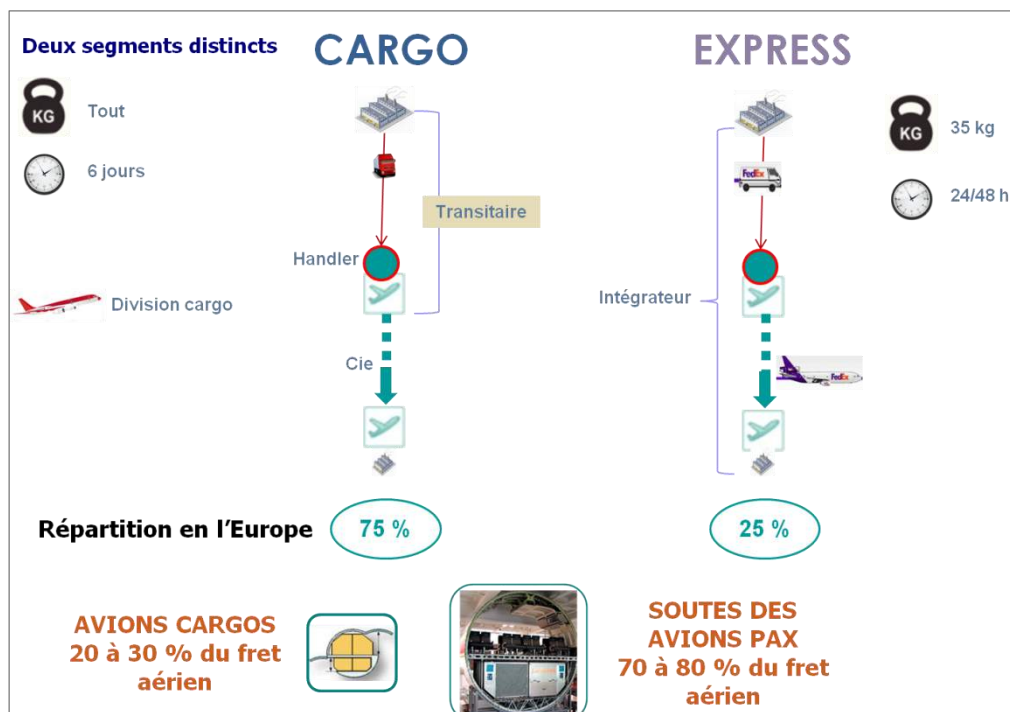 Deux segments distincts
CARGO
EXPRESS
KG
Tout
6 jours
KG
35 kg
24/48 h
FedEx
Transitaire
Handler
Division cargo
Intégrateur
Cie
FedEx
Répartition en l'Europe
75 %
25 %
AVIONS CARGOS
20 à 30 % du fret
aérien
SOUTES DES
AVIONS PAX
70 à 80 % du fret
aérien